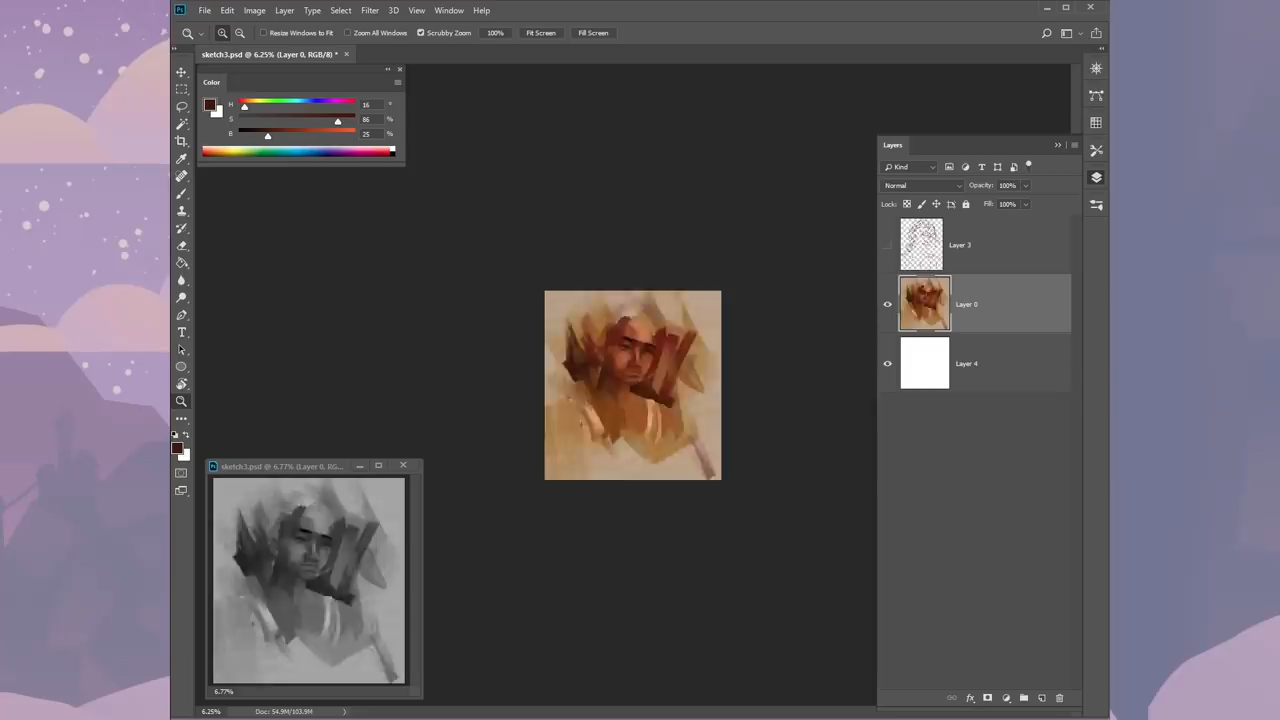 Ps File Edit Image Layer Type Select Filter 3D View Window Help
Resize Windows to Fit Zoom All Windows Scrubby Zoom 100% Fit Screen Fill Screen
sketch3.psd @ 6.25% (Layer 0, RGB/8) *
Color
H 16 °
S 86 %
B 25 %
Layers
Kind
Normal Opacity: 100%
Lock: Fill: 100%
Layer 3
Layer 0
Layer 4
Ps sketch3.psd @ 6.77% (Layer 0, RG...
6.77%
6.25% Doc: 54.9M/103.9M